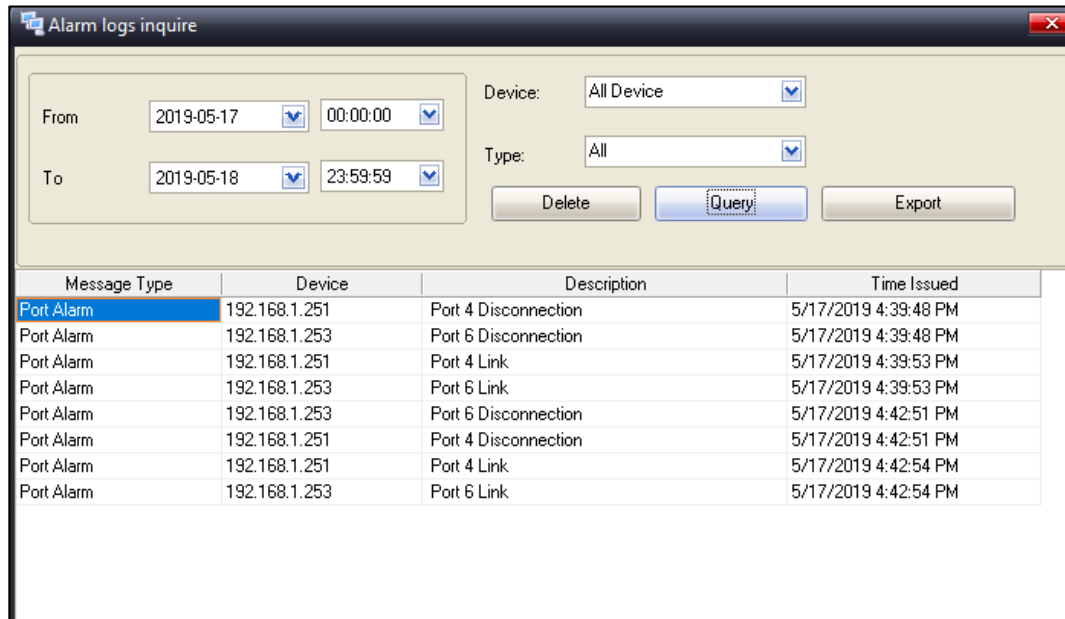 Alarm logs inquire
From 2019-05-17 00:00:00
To 2019-05-18 23:59:59
Device: All Device
Type: All
Delete Query Export
Message Type Device Description Time Issued
Port Alarm 192.168.1.251 Port 4 Disconnection 5/17/2019 4:39:48 PM
Port Alarm 192.168.1.253 Port 6 Disconnection 5/17/2019 4:39:48 PM
Port Alarm 192.168.1.251 Port 4 Link 5/17/2019 4:39:53 PM
Port Alarm 192.168.1.253 Port 6 Link 5/17/2019 4:39:53 PM
Port Alarm 192.168.1.253 Port 6 Disconnection 5/17/2019 4:42:51 PM
Port Alarm 192.168.1.251 Port 4 Disconnection 5/17/2019 4:42:51 PM
Port Alarm 192.168.1.251 Port 4 Link 5/17/2019 4:42:54 PM
Port Alarm 192.168.1.253 Port 6 Link 5/17/2019 4:42:54 PM